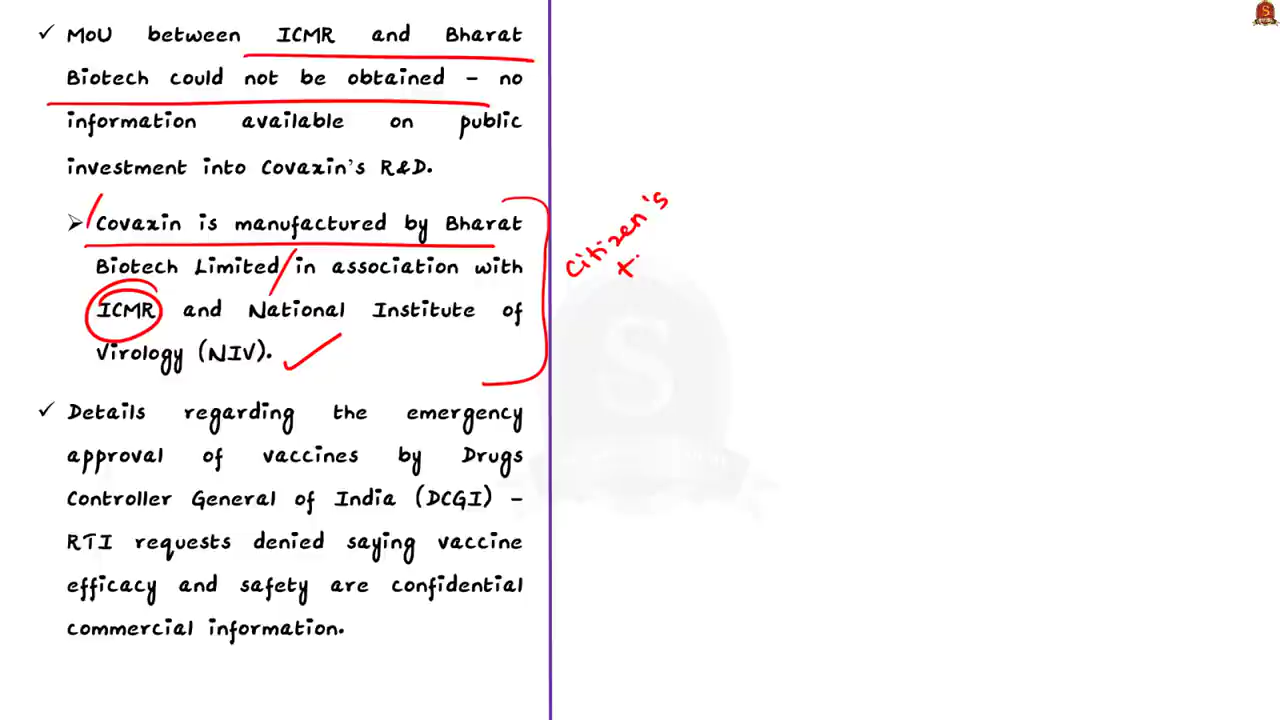 ✓ MoU between ICMR and Bharat
Biotech could not be obtained – no
information available on public
investment into Covaxin's R&D.
➢ Covaxin is manufactured by Bharat
Biotech Limited in association with
ICMR and National Institute of
Virology (NIV).
✓ Details regarding the emergency
approval of vaccines by Drugs
Controller General of India (DCGI) –
RTI requests denied saying vaccine
efficacy and safety are confidential
commercial information.
Citizen's
t
S